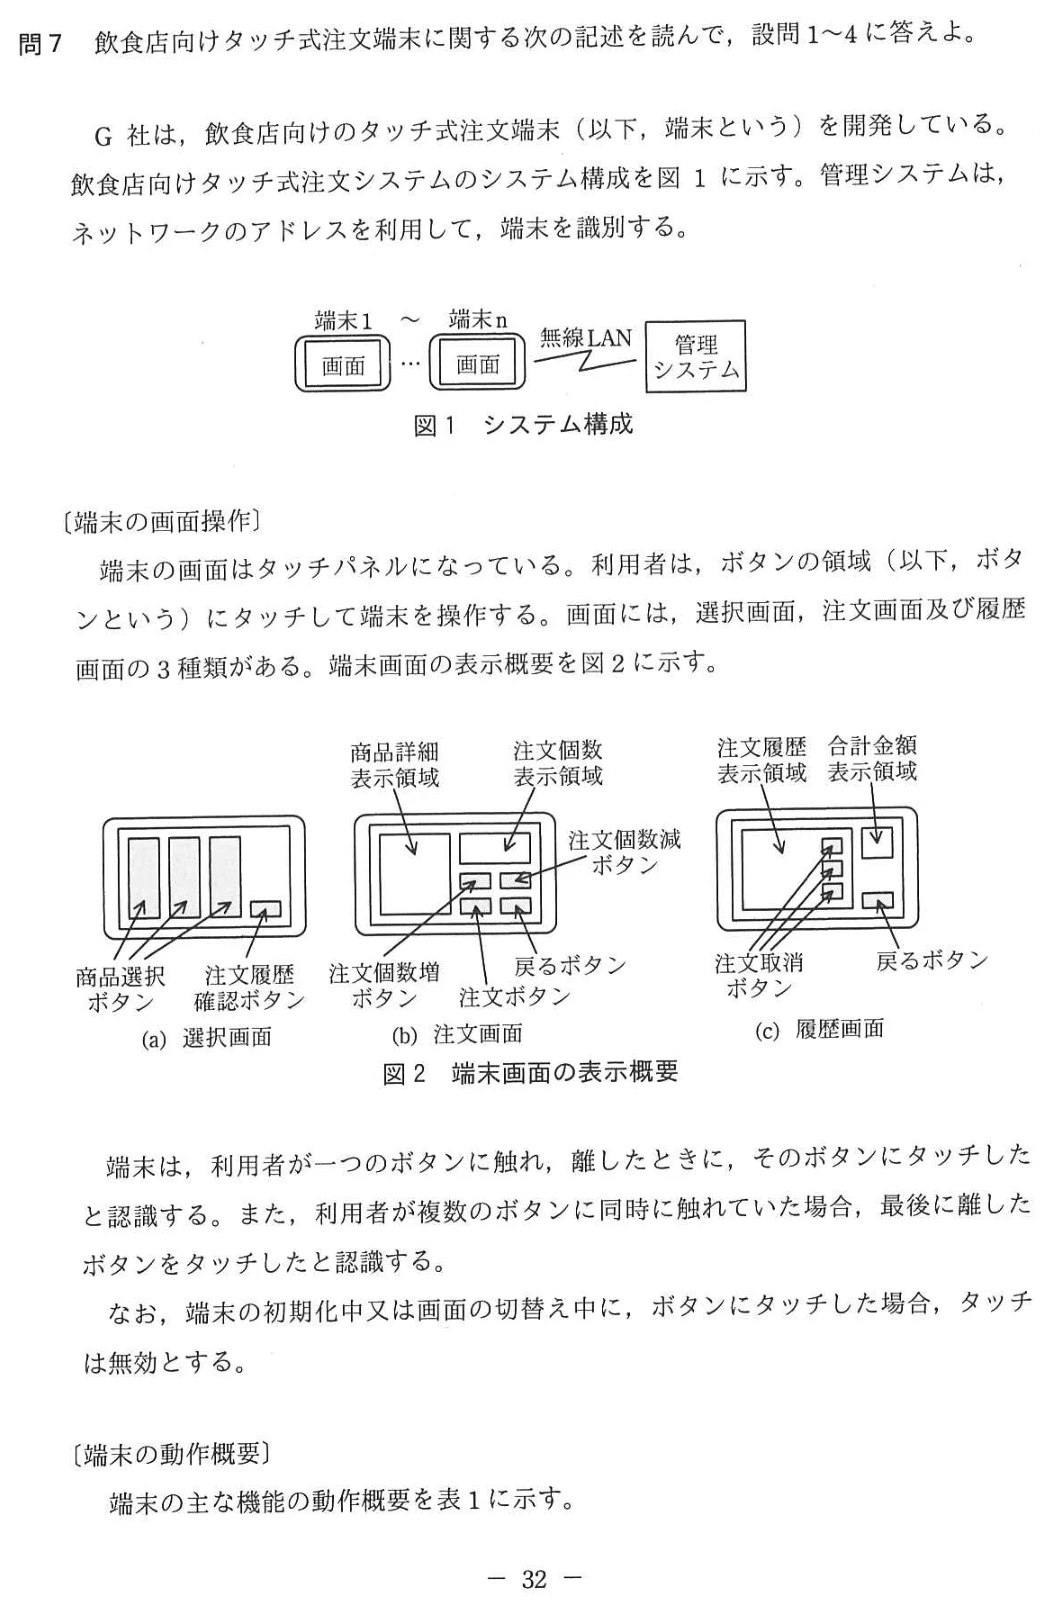 問7 飲食店向けタッチ式注文端末に関する次の記述を読んで，設問1～4に答えよ。
G 社は，飲食店向けのタッチ式注文端末（以下，端末という）を開発している。
飲食店向けタッチ式注文システムのシステム構成を図 1 に示す。管理システムは，
ネットワークのアドレスを利用して，端末を識別する。
端末1 ～ 端末n
画面 … 画面 無線LAN 管理システム
図1 システム構成
〔端末の画面操作〕
端末の画面はタッチパネルになっている。利用者は，ボタンの領域（以下，ボタ
ンという）にタッチして端末を操作する。画面には，選択画面，注文画面及び履歴
画面の3種類がある。端末画面の表示概要を図2に示す。
商品詳細 注文個数 注文履歴 合計金額
表示領域 表示領域 表示領域 表示領域
注文個数減
ボタン
商品選択 注文履歴 注文個数増 戻るボタン 注文取消 戻るボタン
ボタン 確認ボタン ボタン 注文ボタン ボタン
(a) 選択画面 (b) 注文画面 (c) 履歴画面
図2 端末画面の表示概要
端末は，利用者が一つのボタンに触れ，離したときに，そのボタンにタッチした
と認識する。また，利用者が複数のボタンに同時に触れていた場合，最後に離した
ボタンをタッチしたと認識する。
なお，端末の初期化中又は画面の切替え中に，ボタンにタッチした場合，タッチ
は無効とする。
〔端末の動作概要〕
端末の主な機能の動作概要を表1に示す。
－ 32 －